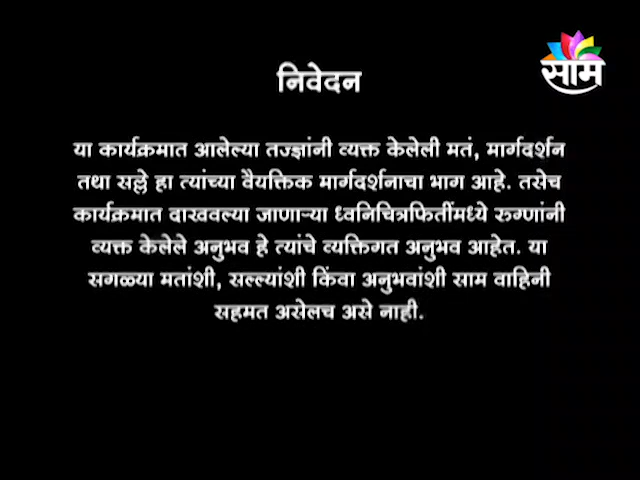 साम
निवेदन
या कार्यक्रमात आलेल्या तज्ज्ञांनी व्यक्त केलेली मतं, मार्गदर्शन
तथा सल्ले हा त्यांच्या वैयक्तिक मार्गदर्शनाचा भाग आहे. तसेच
कार्यक्रमात दाखवल्या जाणाऱ्या ध्वनिचित्रफितींमध्ये रुग्णांनी
व्यक्त केलेले अनुभव हे त्यांचे व्यक्तिगत अनुभव आहेत. या
सगळ्या मतांशी, सल्ल्यांशी किंवा अनुभवांशी साम वाहिनी
सहमत असेलच असे नाही.